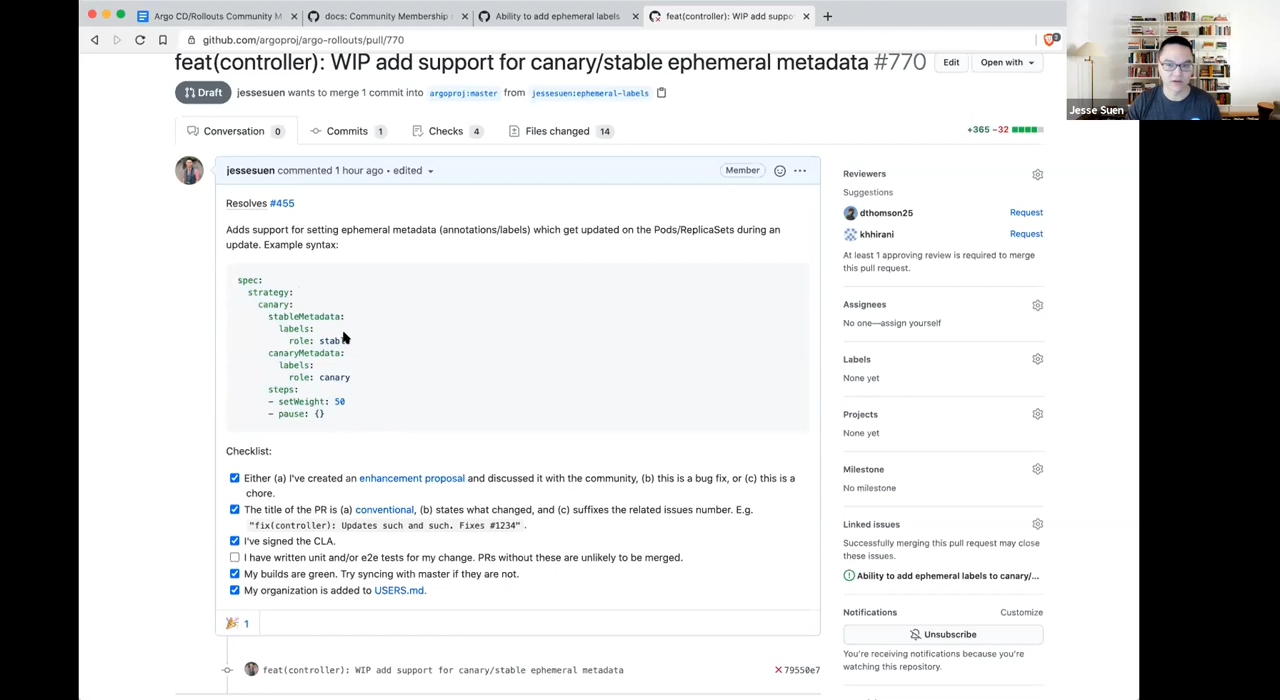 Argo CD/Rollouts Community M
docs: Community Membership
Ability to add ephemeral labels
feat(controller): WIP add suppo
github.com/argoproj/argo-rollouts/pull/770
3
Jesse Suen
feat(controller): WIP add support for canary/stable ephemeral metadata #770
Edit
Open with
Draft
jessesuen wants to merge 1 commit into argoproj:master from jessesuen:ephemeral-labels
Conversation 0
Commits 1
Checks 4
Files changed 14
+365 −32
jessesuen commented 1 hour ago • edited
Member
Resolves #455
Adds support for setting ephemeral metadata (annotations/labels) which get updated on the Pods/ReplicaSets during an
update. Example syntax:
spec:
strategy:
canary:
stableMetadata:
labels:
role: stable
canaryMetadata:
labels:
role: canary
steps:
- setWeight: 50
- pause: {}
Checklist:
Either (a) I've created an enhancement proposal and discussed it with the community, (b) this is a bug fix, or (c) this is a
chore.
The title of the PR is (a) conventional, (b) states what changed, and (c) suffixes the related issues number. E.g.
"fix(controller): Updates such and such. Fixes #1234".
I've signed the CLA.
I have written unit and/or e2e tests for my change. PRs without these are unlikely to be merged.
My builds are green. Try syncing with master if they are not.
My organization is added to USERS.md.
1
feat(controller): WIP add support for canary/stable ephemeral metadata
79550e7
Reviewers
Suggestions
dthomson25
Request
khhirani
Request
At least 1 approving review is required to merge
this pull request.
Assignees
No one—assign yourself
Labels
None yet
Projects
None yet
Milestone
No milestone
Linked issues
Successfully merging this pull request may close
these issues.
Ability to add ephemeral labels to canary/...
Notifications
Customize
Unsubscribe
You're receiving notifications because you're
watching this repository.